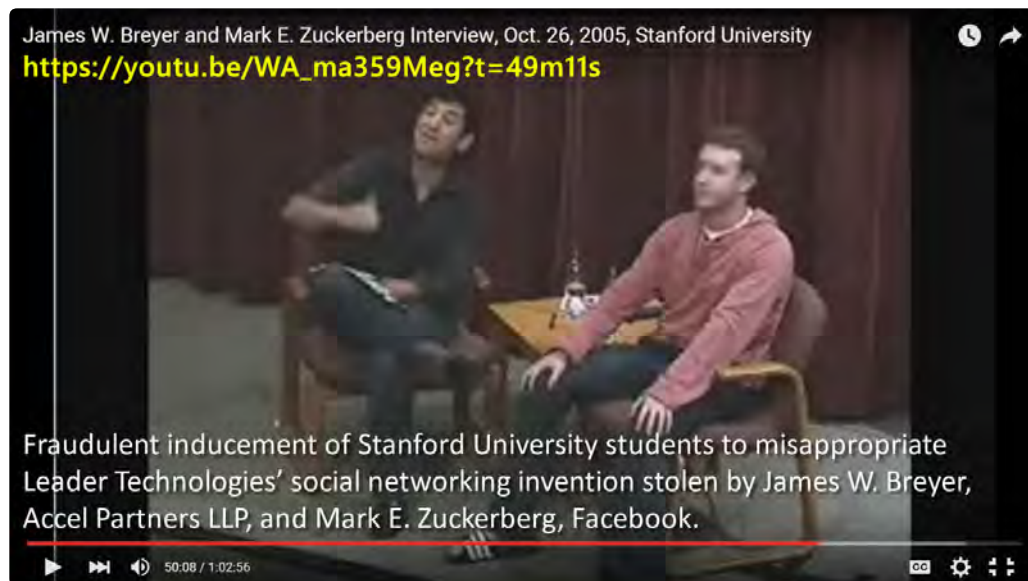 James W. Breyer and Mark E. Zuckerberg Interview, Oct. 26, 2005, Stanford University
https://youtu.be/WA_ma359Meg?t=49m11s
Fraudulent inducement of Stanford University students to misappropriate
Leader Technologies' social networking invention stolen by James W. Breyer,
Accel Partners LLP, and Mark E. Zuckerberg, Facebook.
50:08 / 1:02:56
CC